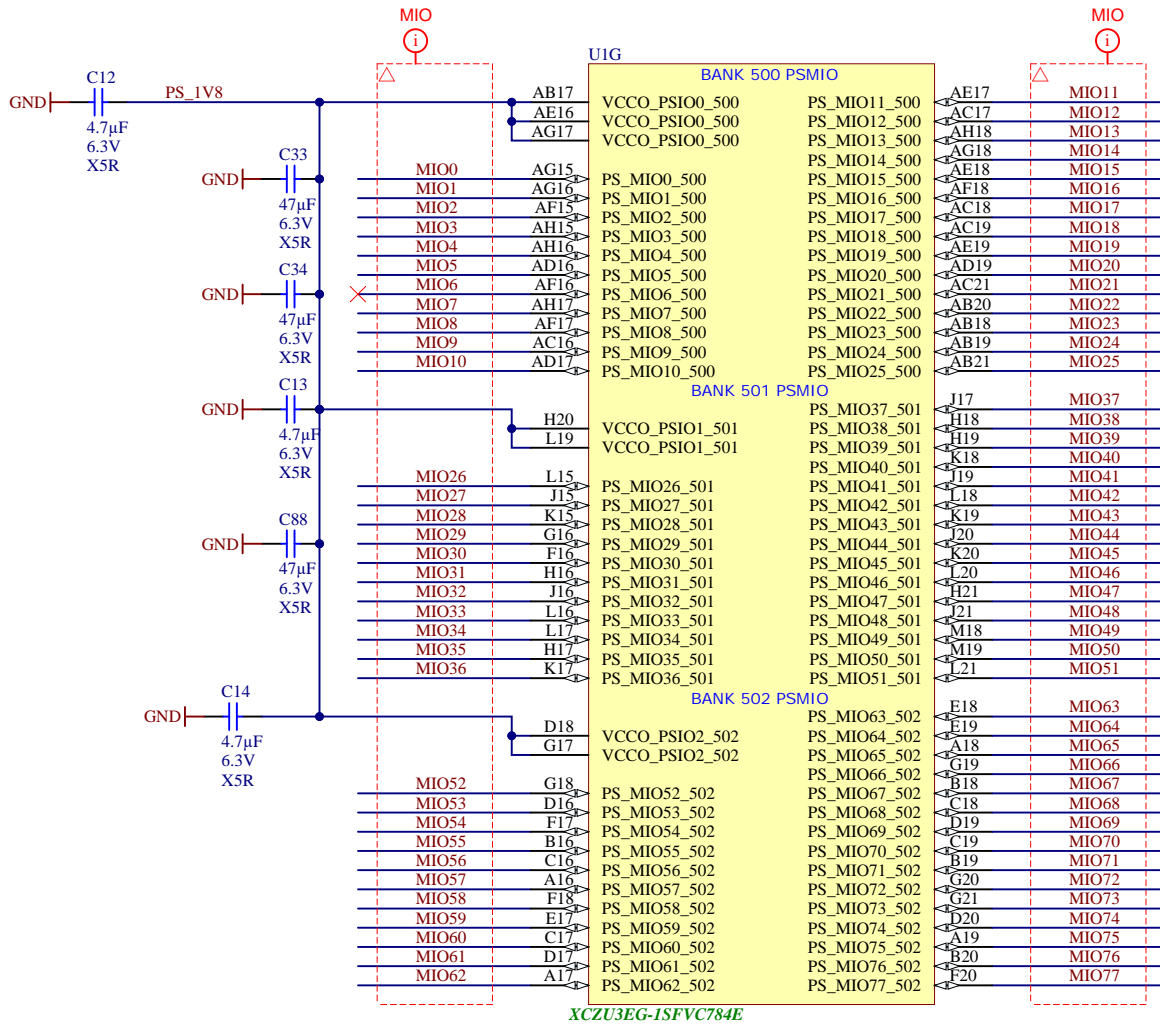 MIO
i
MIO
i
U1G
BANK 500 PSMIO
C12
GND
4.7µF
6.3V
X5R
PS_1V8
AB17 VCCO_PSIO0_500
AE16 VCCO_PSIO0_500
AG17 VCCO_PSIO0_500
PS_MIO11_500 AE17 MIO11
PS_MIO12_500 AC17 MIO12
PS_MIO13_500 AH18 MIO13
PS_MIO14_500 AG18 MIO14
C33
GND
47µF
6.3V
X5R
MIO0 AG15 PS_MIO0_500 PS_MIO15_500 AE18 MIO15
MIO1 AG16 PS_MIO1_500 PS_MIO16_500 AF18 MIO16
MIO2 AF15 PS_MIO2_500 PS_MIO17_500 AC18 MIO17
MIO3 AH15 PS_MIO3_500 PS_MIO18_500 AC19 MIO18
MIO4 AH16 PS_MIO4_500 PS_MIO19_500 AE19 MIO19
MIO5 AD16 PS_MIO5_500 PS_MIO20_500 AD19 MIO20
MIO6 AF16 PS_MIO6_500 PS_MIO21_500 AC21 MIO21
MIO7 AH17 PS_MIO7_500 PS_MIO22_500 AB20 MIO22
MIO8 AF17 PS_MIO8_500 PS_MIO23_500 AB18 MIO23
MIO9 AC16 PS_MIO9_500 PS_MIO24_500 AB19 MIO24
MIO10 AD17 PS_MIO10_500 PS_MIO25_500 AB21 MIO25
C34
GND
47µF
6.3V
X5R
BANK 501 PSMIO
C13
GND
4.7µF
6.3V
X5R
H20 VCCO_PSIO1_501
L19 VCCO_PSIO1_501
PS_MIO37_501 J17 MIO37
PS_MIO38_501 H18 MIO38
PS_MIO39_501 H19 MIO39
PS_MIO40_501 K18 MIO40
MIO26 L15 PS_MIO26_501 PS_MIO41_501 J19 MIO41
MIO27 J15 PS_MIO27_501 PS_MIO42_501 L18 MIO42
MIO28 K15 PS_MIO28_501 PS_MIO43_501 K19 MIO43
MIO29 G16 PS_MIO29_501 PS_MIO44_501 J20 MIO44
MIO30 F16 PS_MIO30_501 PS_MIO45_501 K20 MIO45
MIO31 H16 PS_MIO31_501 PS_MIO46_501 L20 MIO46
MIO32 J16 PS_MIO32_501 PS_MIO47_501 H21 MIO47
MIO33 L16 PS_MIO33_501 PS_MIO48_501 J21 MIO48
MIO34 L17 PS_MIO34_501 PS_MIO49_501 M18 MIO49
MIO35 H17 PS_MIO35_501 PS_MIO50_501 M19 MIO50
MIO36 K17 PS_MIO36_501 PS_MIO51_501 L21 MIO51
C88
GND
47µF
6.3V
X5R
BANK 502 PSMIO
C14
GND
4.7µF
6.3V
X5R
D18 VCCO_PSIO2_502
G17 VCCO_PSIO2_502
PS_MIO63_502 E18 MIO63
PS_MIO64_502 E19 MIO64
PS_MIO65_502 A18 MIO65
PS_MIO66_502 G19 MIO66
MIO52 G18 PS_MIO52_502 PS_MIO67_502 B18 MIO67
MIO53 D16 PS_MIO53_502 PS_MIO68_502 C18 MIO68
MIO54 F17 PS_MIO54_502 PS_MIO69_502 D19 MIO69
MIO55 B16 PS_MIO55_502 PS_MIO70_502 C19 MIO70
MIO56 C16 PS_MIO56_502 PS_MIO71_502 B19 MIO71
MIO57 A16 PS_MIO57_502 PS_MIO72_502 G20 MIO72
MIO58 F18 PS_MIO58_502 PS_MIO73_502 G21 MIO73
MIO59 E17 PS_MIO59_502 PS_MIO74_502 D20 MIO74
MIO60 C17 PS_MIO60_502 PS_MIO75_502 A19 MIO75
MIO61 D17 PS_MIO61_502 PS_MIO76_502 B20 MIO76
MIO62 A17 PS_MIO62_502 PS_MIO77_502 F20 MIO77
XCZU3EG-1SFVC784E